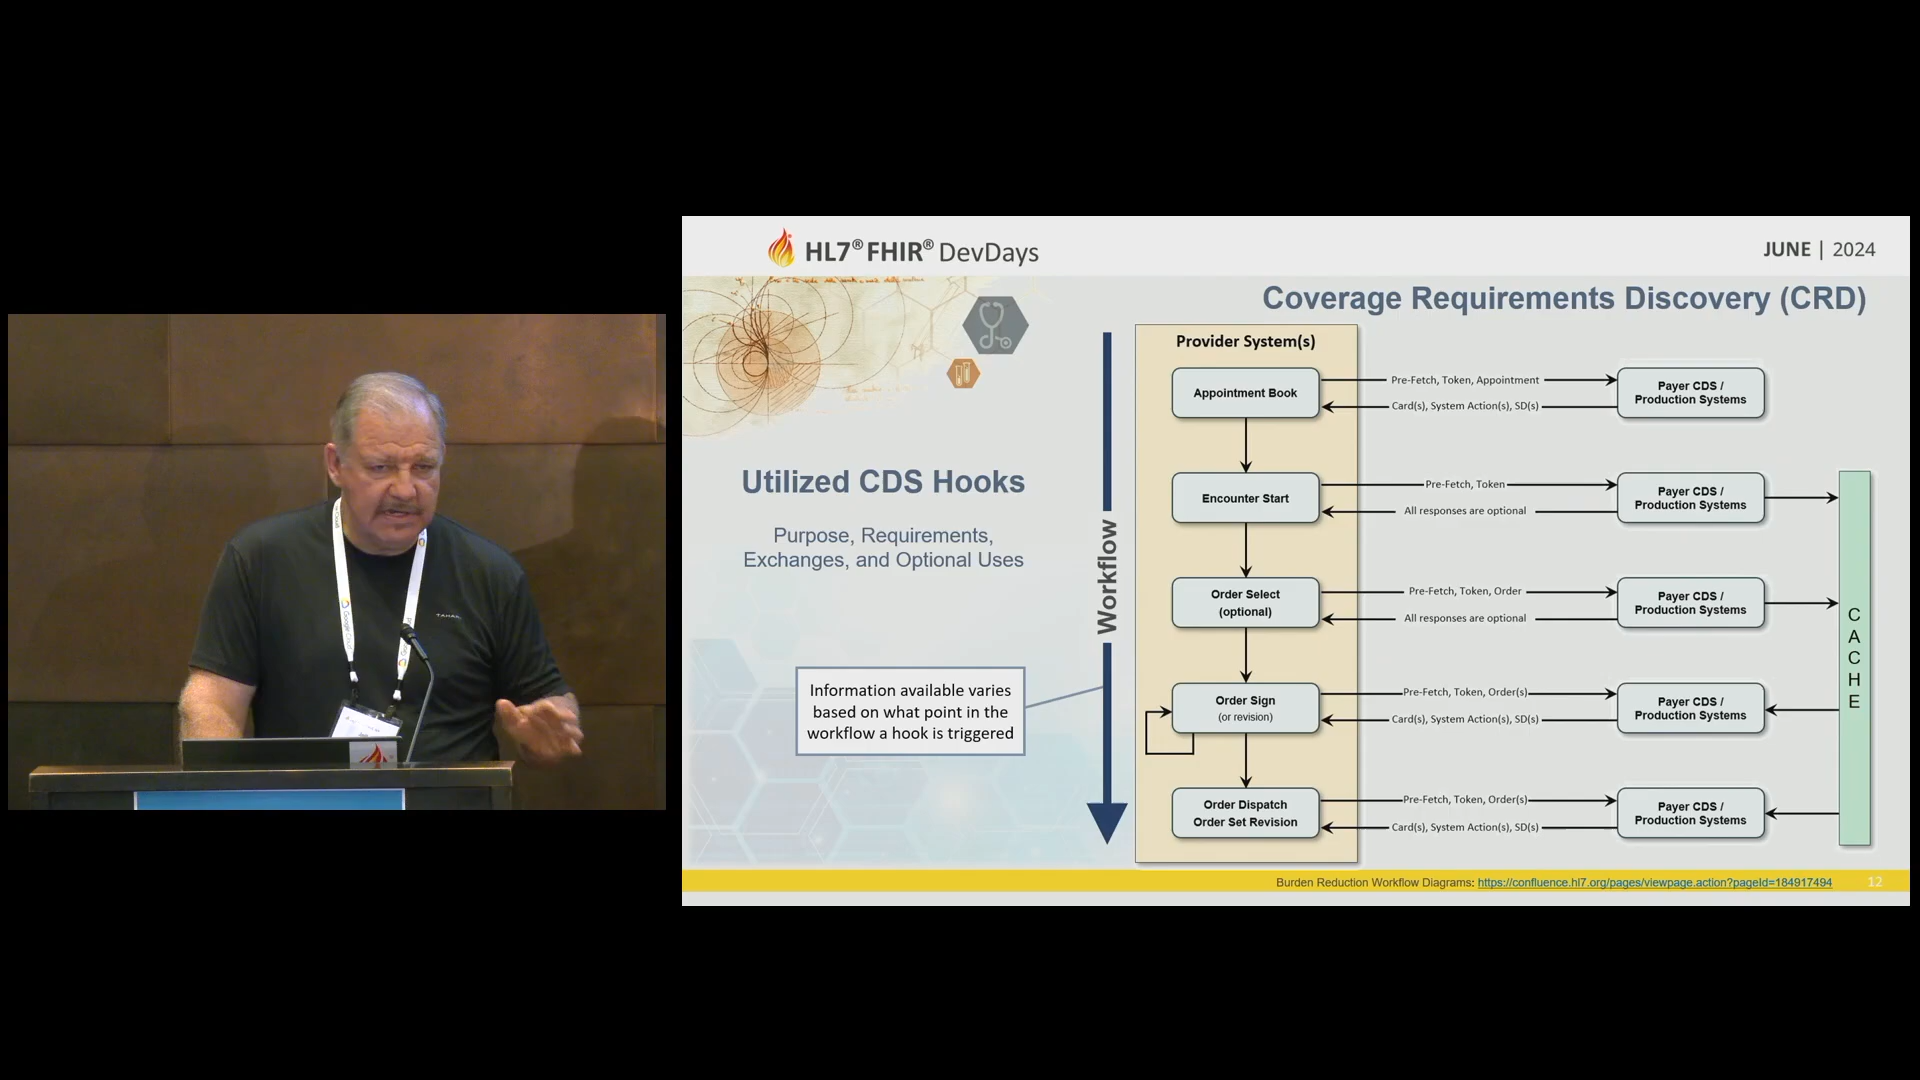 HL7® FHIR® DevDays
JUNE | 2024
Coverage Requirements Discovery (CRD)
Utilized CDS Hooks
Purpose, Requirements,
Exchanges, and Optional Uses
Information available varies
based on what point in the
workflow a hook is triggered
Workflow
Provider System(s)
Appointment Book
Pre-Fetch, Token, Appointment
Card(s), System Action(s), SD(s)
Payer CDS /
Production Systems
Encounter Start
Pre-Fetch, Token
All responses are optional
Payer CDS /
Production Systems
Order Select
(optional)
Pre-Fetch, Token, Order
All responses are optional
Payer CDS /
Production Systems
Order Sign
(or revision)
Pre-Fetch, Token, Order(s)
Card(s), System Action(s), SD(s)
Payer CDS /
Production Systems
Order Dispatch
Order Set Revision
Pre-Fetch, Token, Order(s)
Card(s), System Action(s), SD(s)
Payer CDS /
Production Systems
CACHE
Burden Reduction Workflow Diagrams: https://confluence.hl7.org/pages/viewpage.action?pageId=184917494
12